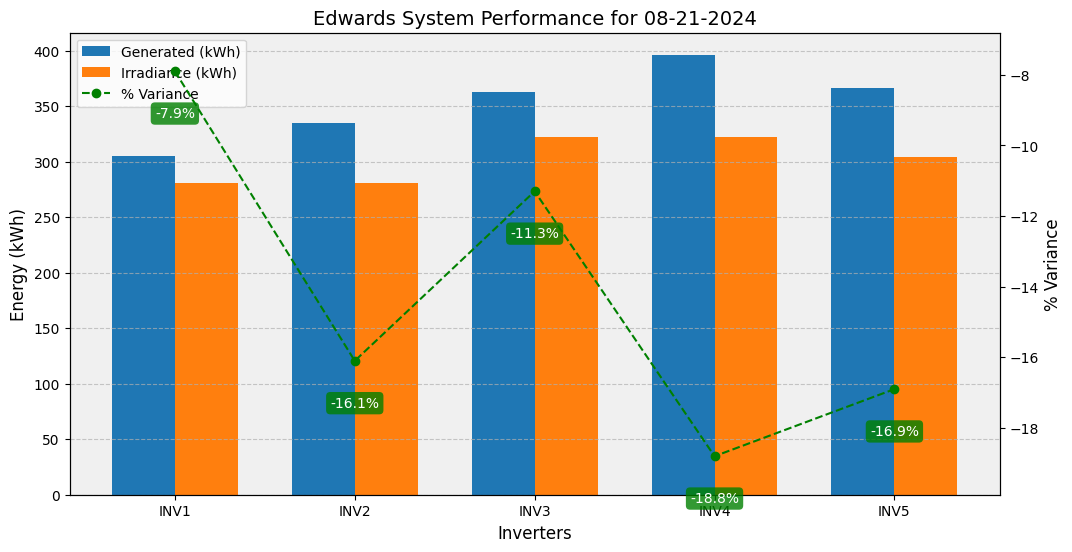 Edwards System Performance for 08-21-2024
Generated (kWh)
Irradiance (kWh)
% Variance
400
350
300
250
200
150
100
50
0
Energy (kWh)
-7.9%
-16.1%
-11.3%
-18.8%
-16.9%
−8
−10
−12
−14
−16
−18
% Variance
INV1
INV2
INV3
INV4
INV5
Inverters